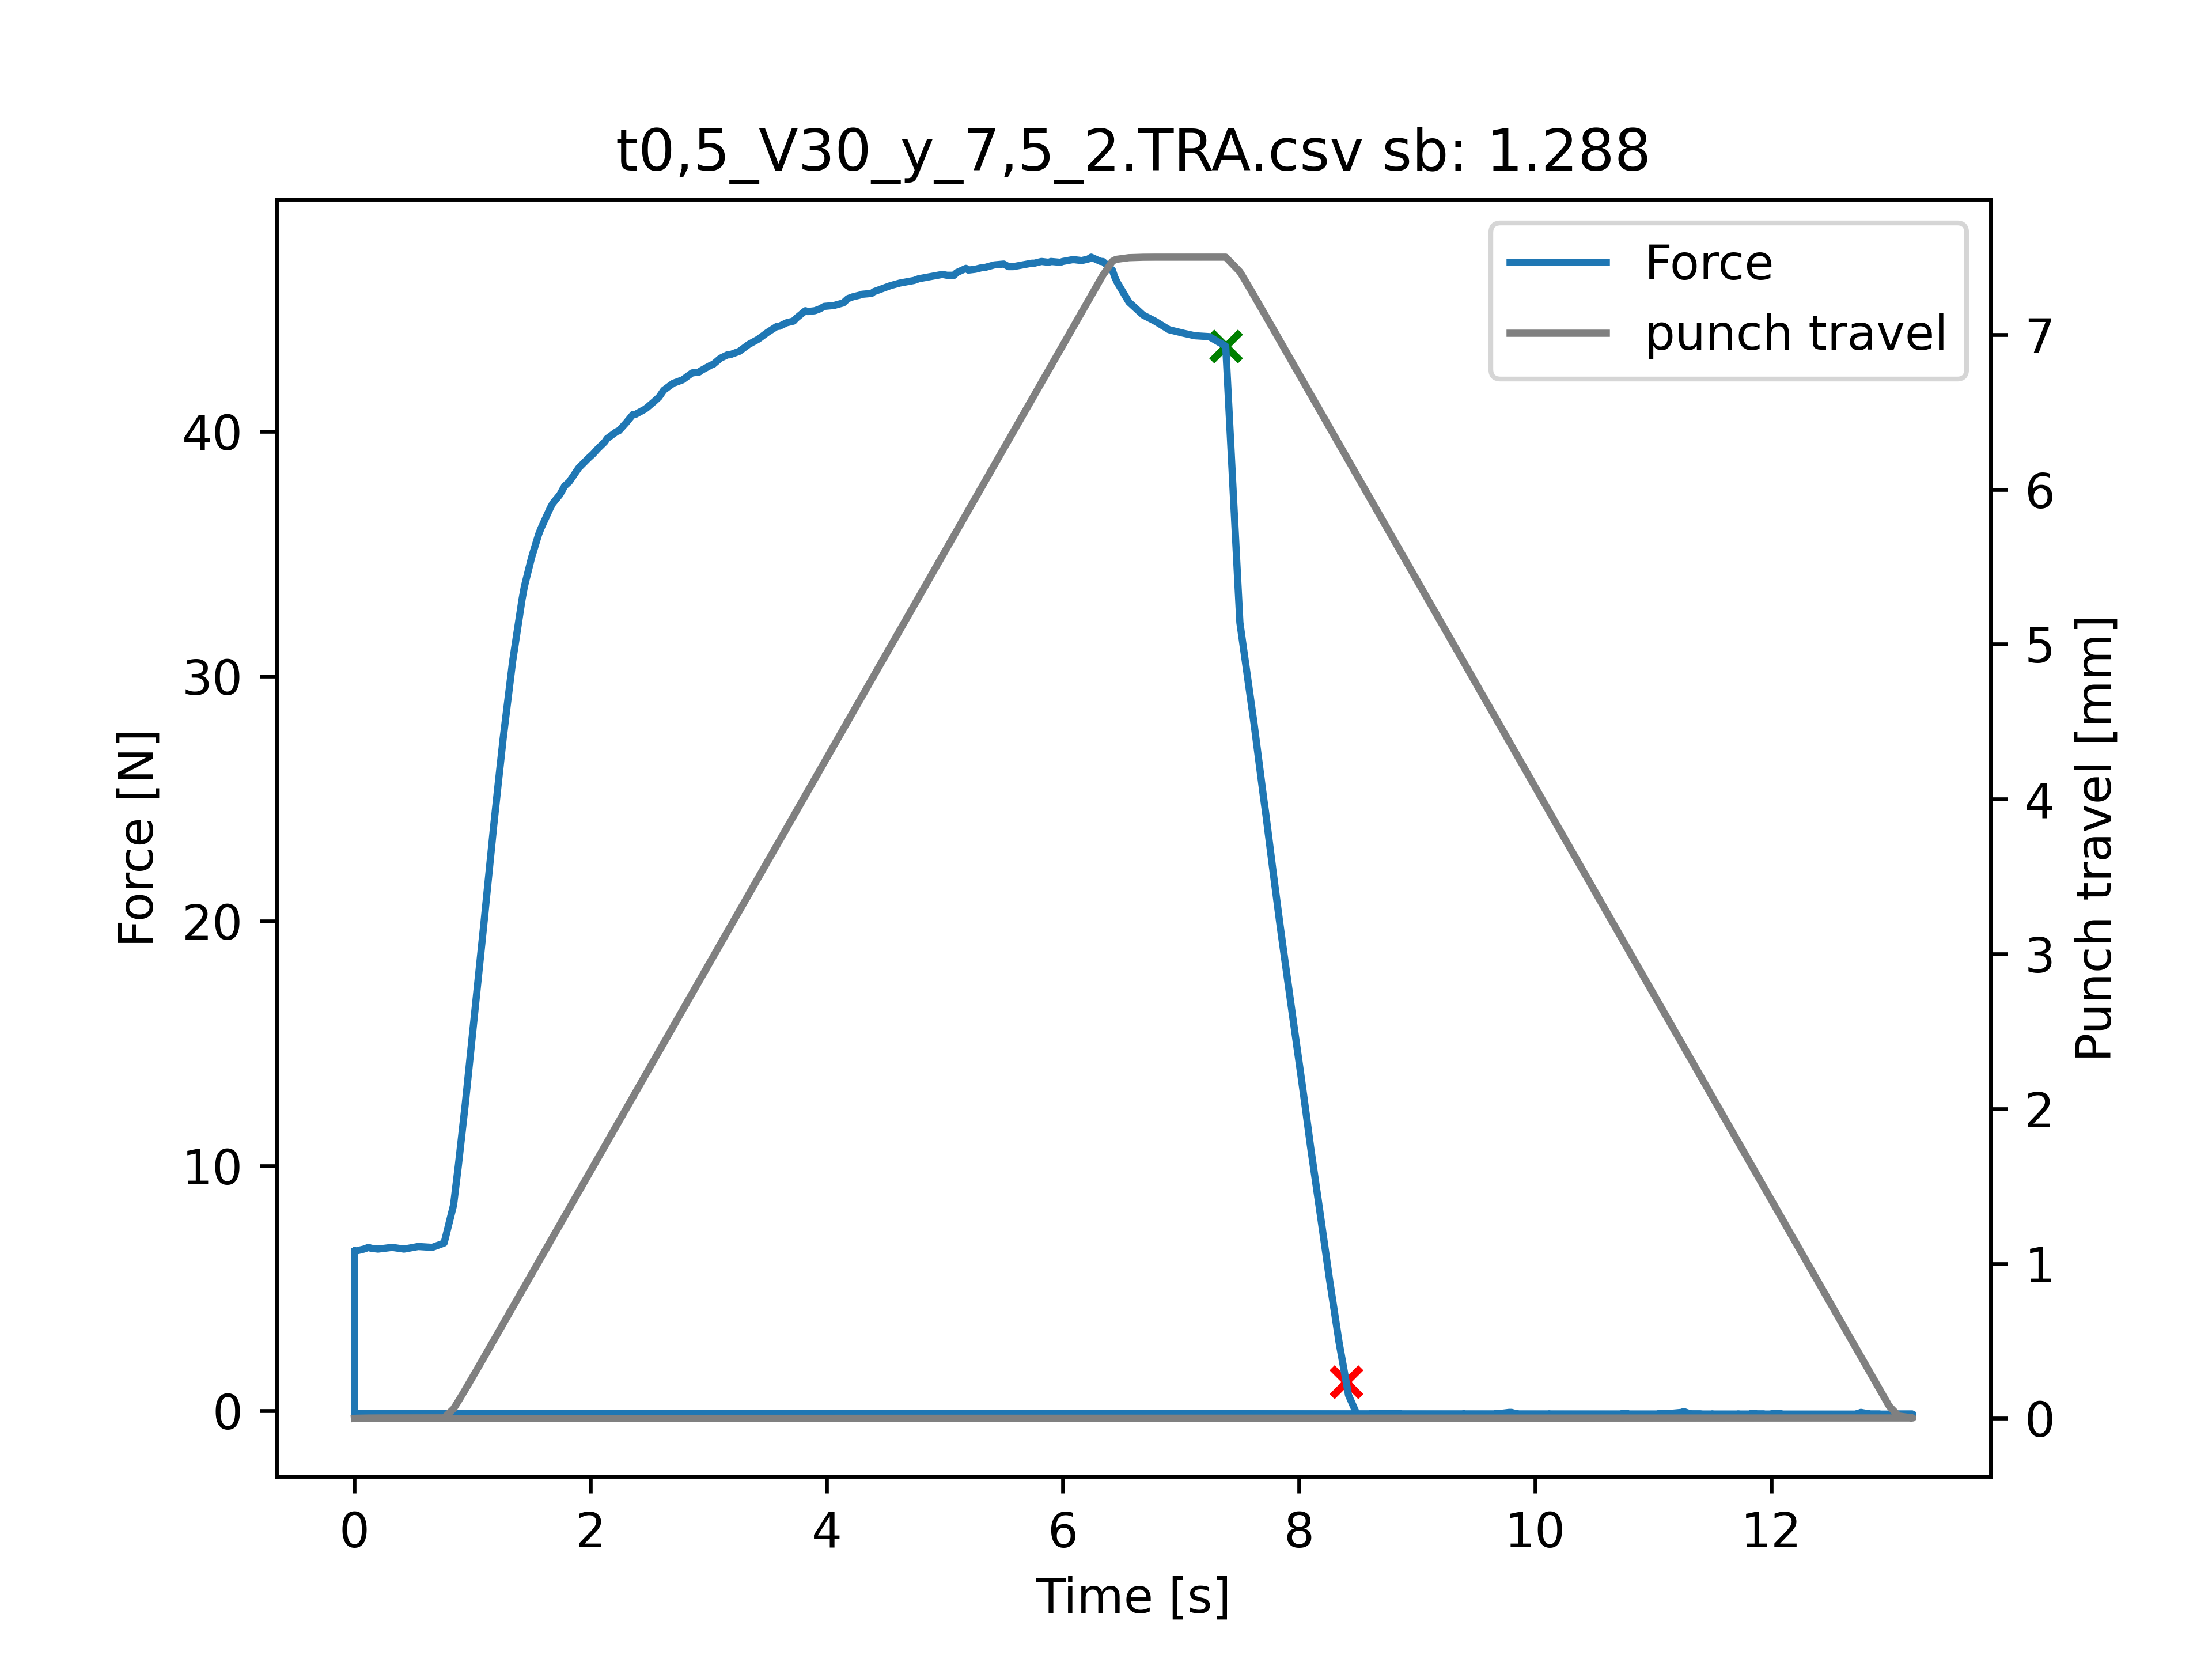 t0,5_V30_y_7,5_2.TRA.csv sb: 1.288
Force
punch travel
40
30
20
10
0
Force [N]
7
6
5
4
3
2
1
0
Punch travel [mm]
0 2 4 6 8 10 12
Time [s]